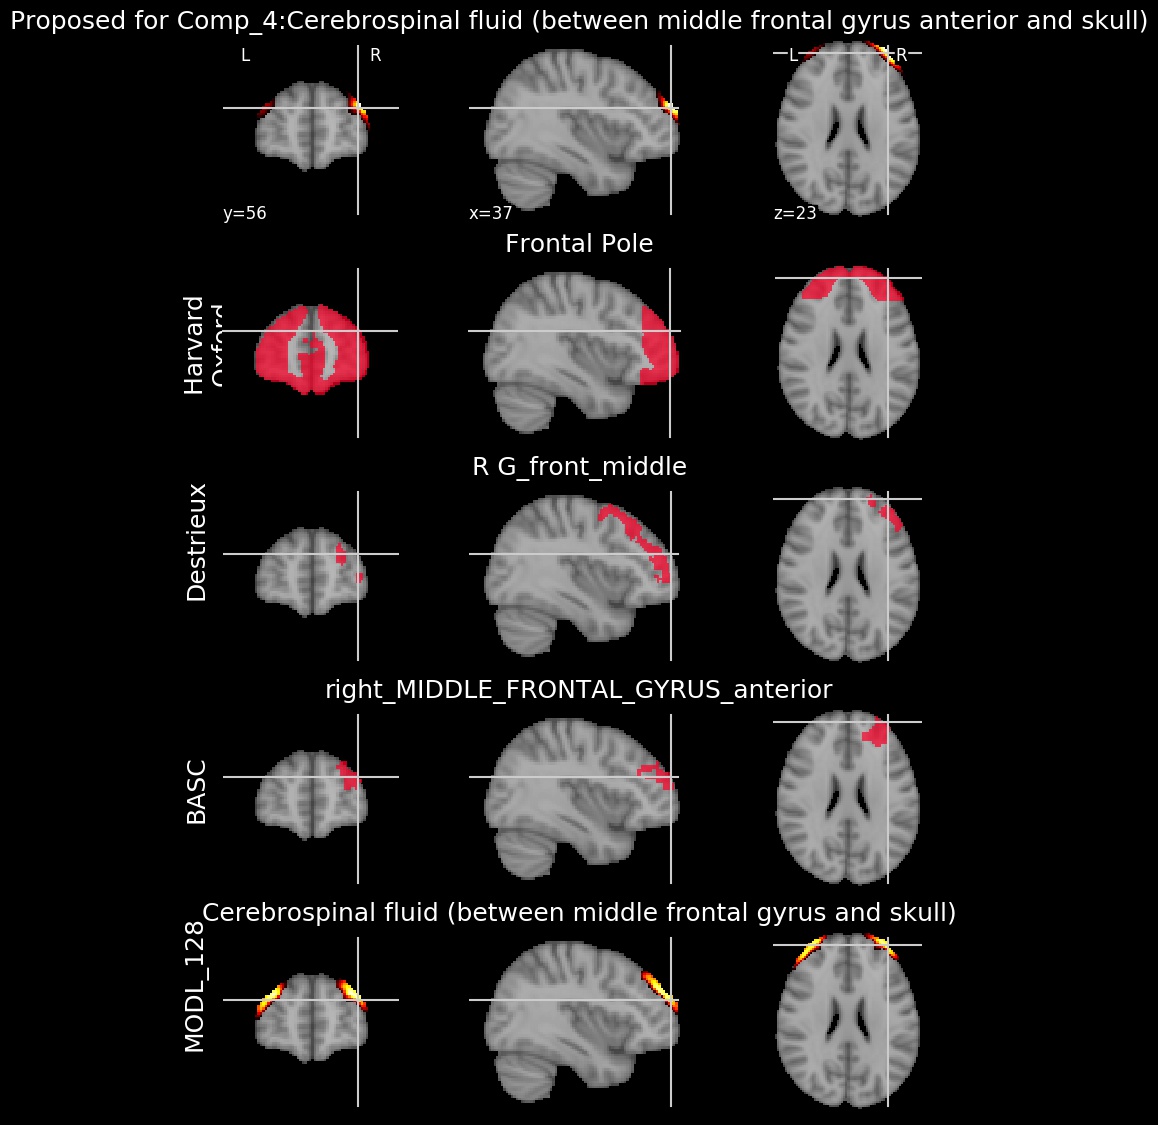 Proposed for Comp_4:Cerebrospinal fluid (between middle frontal gyrus anterior and skull)
L R L R
y=56 x=37 z=23
Frontal Pole
Harvard
Oxford
R G_front_middle
Destrieux
right_MIDDLE_FRONTAL_GYRUS_anterior
BASC
Cerebrospinal fluid (between middle frontal gyrus and skull)
MODL_128